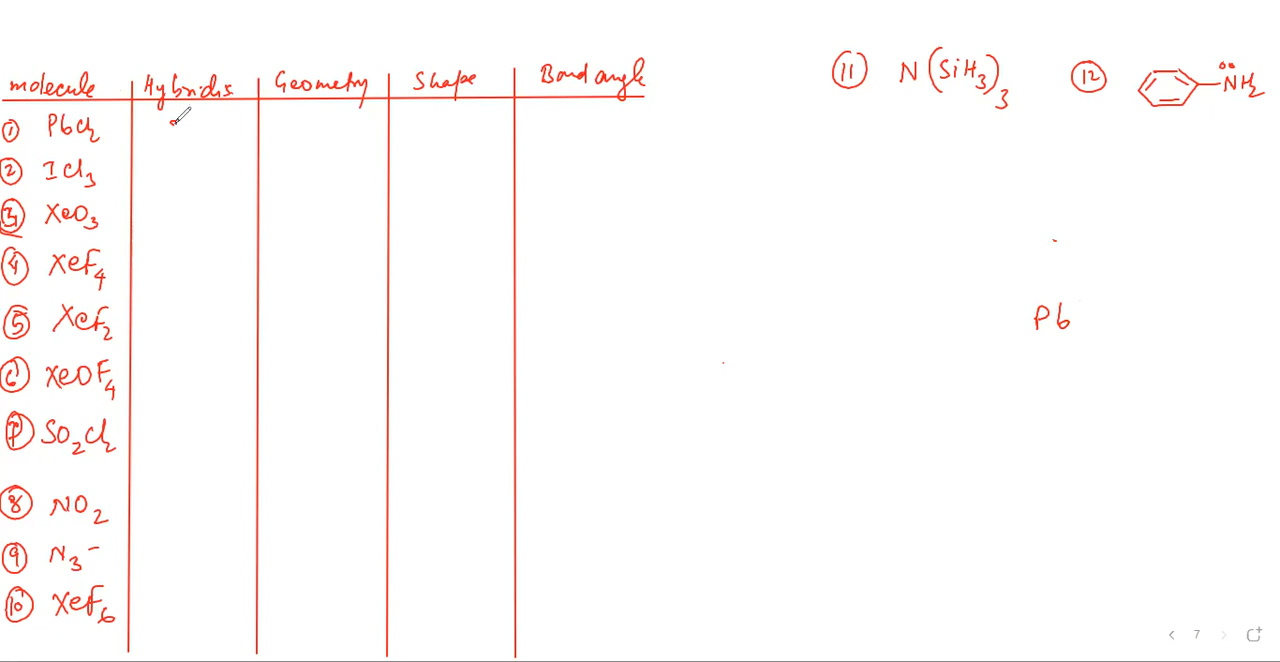 molecule Hybridis Geometry Shape Bond angle
① PbCl2
② ICl3
③ XeO3
④ XeF4
⑤ XeF2
⑥ XeOF4
⑦ SO2Cl2
⑧ NO2
⑨ N3-
⑩ XeF6
⑪ N(SiH3)3 ⑫ NH2
Pb
7